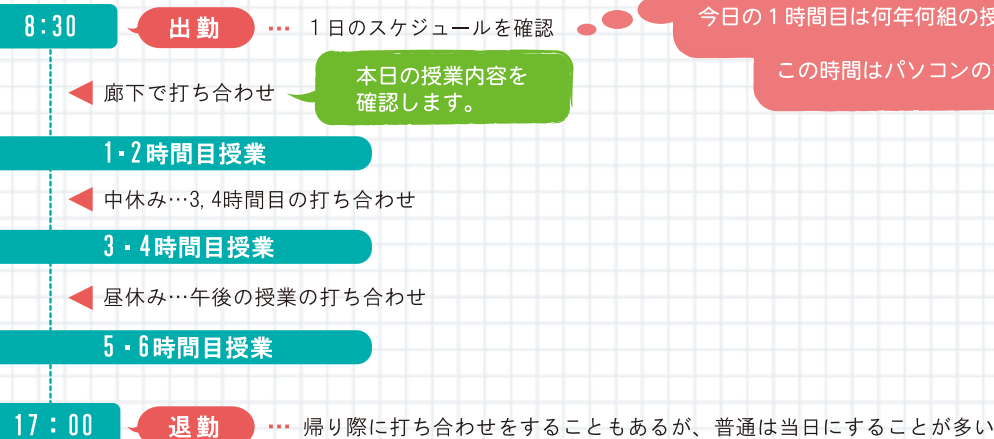 8:30 出勤 … 1日のスケジュールを確認
今日の1時間目は何年何組の授
この時間はパソコンの
廊下で打ち合わせ
本日の授業内容を
確認します。
1・2時間目授業
中休み…3,4時間目の打ち合わせ
3・4時間目授業
昼休み…午後の授業の打ち合わせ
5・6時間目授業
17:00 退勤 … 帰り際に打ち合わせをすることもあるが、普通は当日にすることが多い